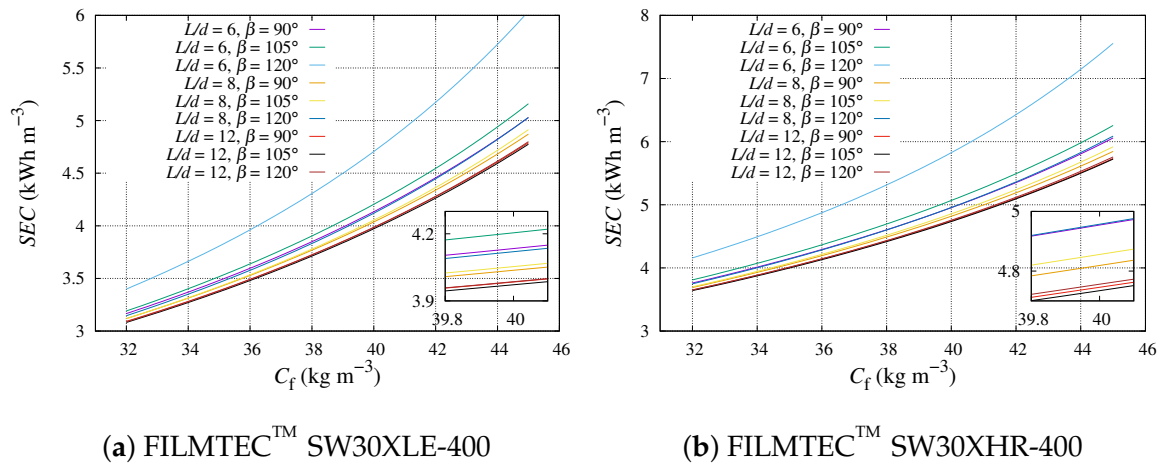 SEC (kWh m⁻³)
6
5.5
5
4.5
4
3.5
3
L/d = 6, β = 90°
L/d = 6, β = 105°
L/d = 6, β = 120°
L/d = 8, β = 90°
L/d = 8, β = 105°
L/d = 8, β = 120°
L/d = 12, β = 90°
L/d = 12, β = 105°
L/d = 12, β = 120°
4.2
3.9
39.8 40
32 34 36 38 40 42 44 46
C_f (kg m⁻³)
(a) FILMTEC™ SW30XLE-400
SEC (kWh m⁻³)
8
7
6
5
4
3
L/d = 6, β = 90°
L/d = 6, β = 105°
L/d = 6, β = 120°
L/d = 8, β = 90°
L/d = 8, β = 105°
L/d = 8, β = 120°
L/d = 12, β = 90°
L/d = 12, β = 105°
L/d = 12, β = 120°
5
4.8
39.8 40
32 34 36 38 40 42 44 46
C_f (kg m⁻³)
(b) FILMTEC™ SW30XHR-400